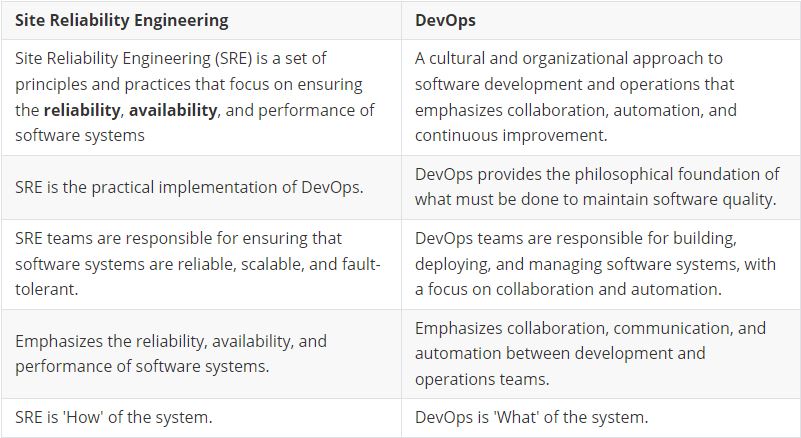 Site Reliability Engineering
DevOps
Site Reliability Engineering (SRE) is a set of
principles and practices that focus on ensuring
the reliability, availability, and performance of
software systems
A cultural and organizational approach to
software development and operations that
emphasizes collaboration, automation, and
continuous improvement.
SRE is the practical implementation of DevOps.
DevOps provides the philosophical foundation of
what must be done to maintain software quality.
SRE teams are responsible for ensuring that
software systems are reliable, scalable, and fault-
tolerant.
DevOps teams are responsible for building,
deploying, and managing software systems, with
a focus on collaboration and automation.
Emphasizes the reliability, availability, and
performance of software systems.
Emphasizes collaboration, communication, and
automation between development and
operations teams.
SRE is 'How' of the system.
DevOps is 'What' of the system.